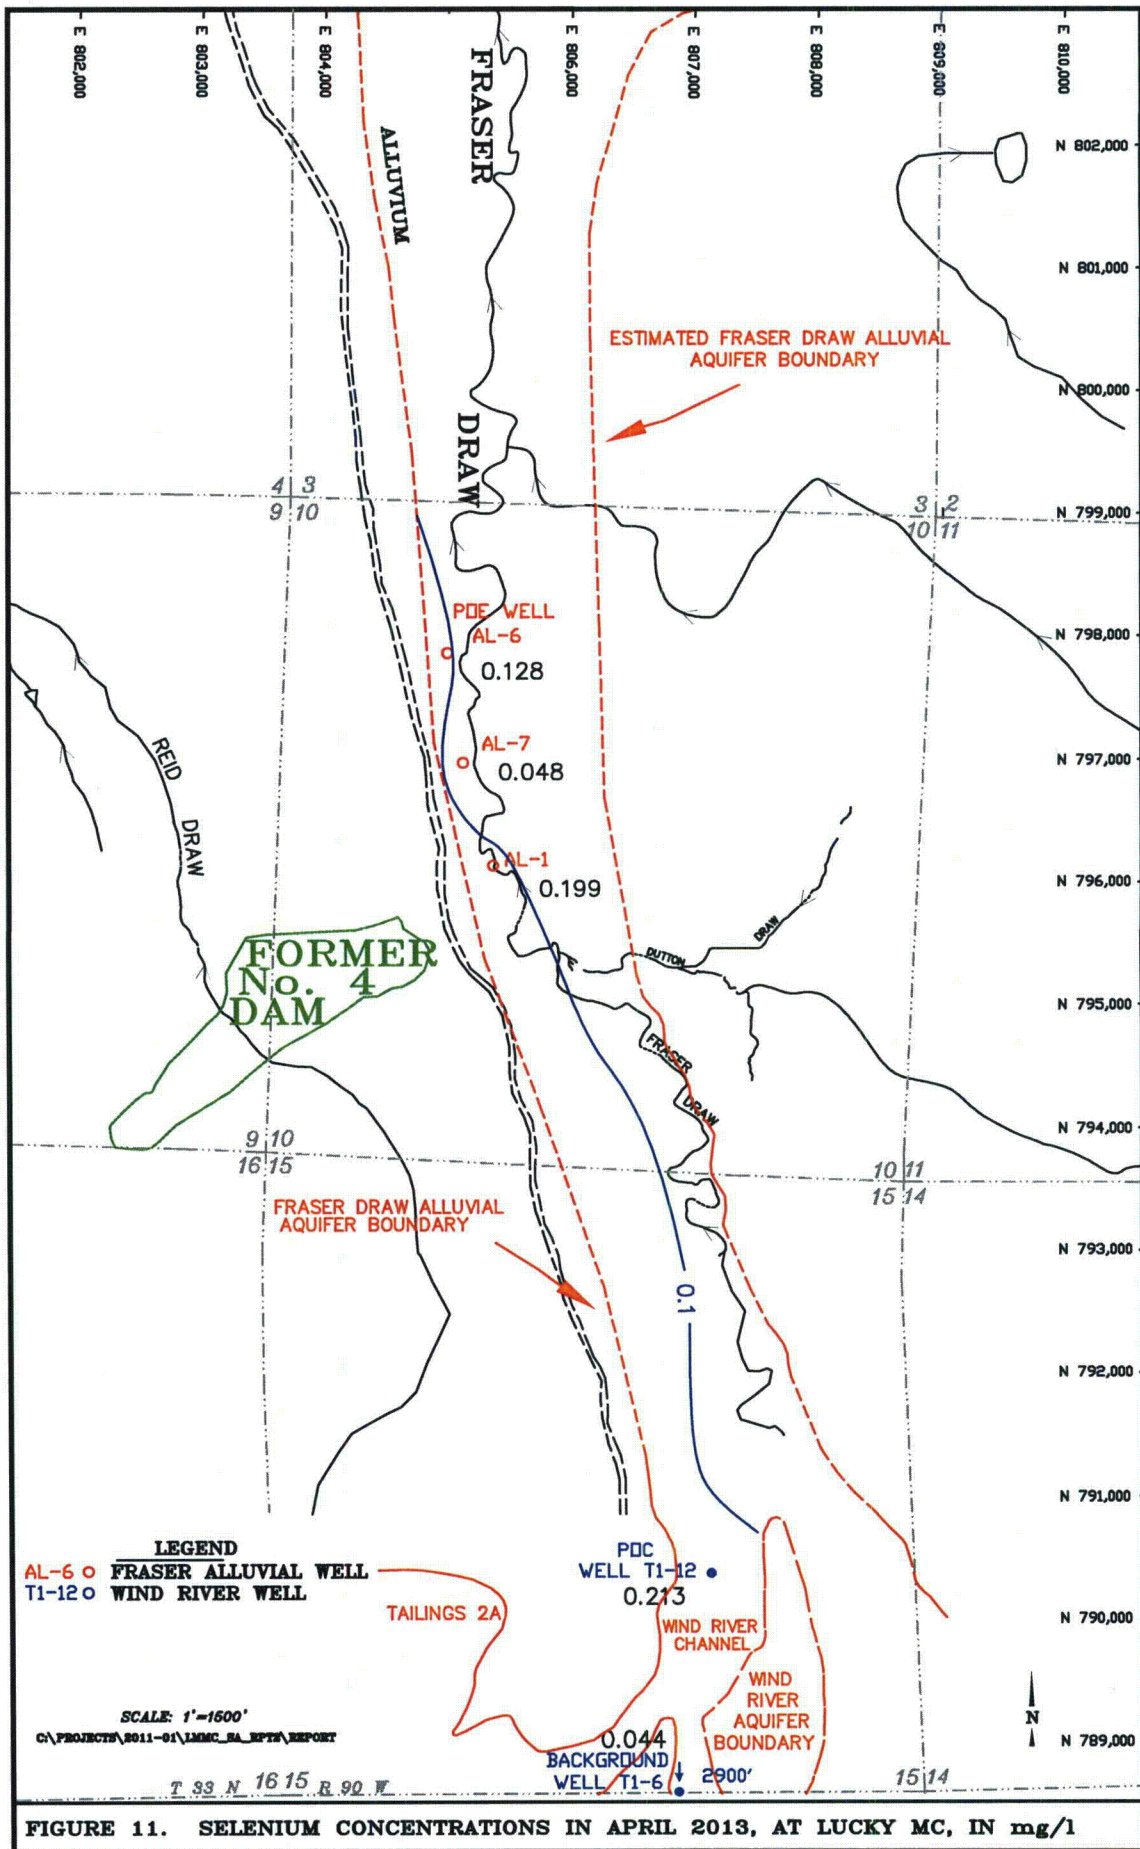 E 802,000
E 803,000
E 804,000
E 806,000
E 807,000
E 808,000
E 809,000
E 810,000
FRASER
ALLUVIUM
N 802,000
N 801,000
ESTIMATED FRASER DRAW ALLUVIAL
AQUIFER BOUNDARY
N 800,000
DRAW
4 3
9 10
3 2
10 11
N 799,000
POE WELL
AL-6
0.128
N 798,000
REID
DRAW
AL-7
0.048
N 797,000
AL-1
0.199
N 796,000
DUTTON
DRAW
FORMER
No. 4
DAM
N 795,000
FRASER
DRAW
N 794,000
9 10
16 15
10 11
15 14
FRASER DRAW ALLUVIAL
AQUIFER BOUNDARY
N 793,000
0.1
N 792,000
N 791,000
LEGEND
AL-6 FRASER ALLUVIAL WELL
T1-12 WIND RIVER WELL
POC
WELL T1-12
0.213
TAILINGS 2A
N 790,000
WIND RIVER
CHANNEL
WIND
RIVER
AQUIFER
BOUNDARY
N
SCALE: 1'=1600'
C:\PROJECTS\2011-01\LMMC_SA_RPTS\REPORT
N 789,000
0.044
BACKGROUND
WELL T1-6
2900'
T 33 N 16 15 R 90 W
15 14
FIGURE 11. SELENIUM CONCENTRATIONS IN APRIL 2013, AT LUCKY MC, IN mg/l